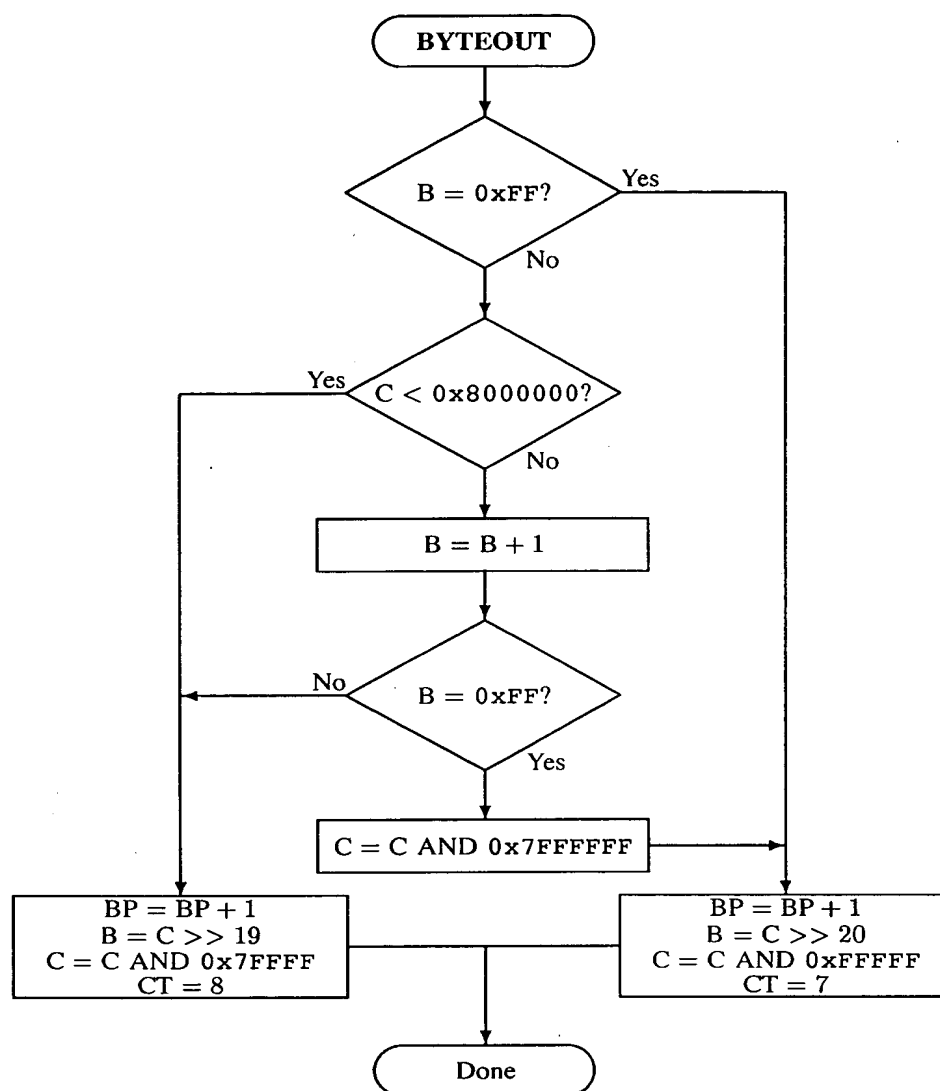 BYTEOUT
B = 0xFF?
Yes
No
C < 0x8000000?
Yes
No
B = B + 1
B = 0xFF?
No
Yes
C = C AND 0x7FFFFFF
BP = BP + 1
B = C >> 19
C = C AND 0x7FFFF
CT = 8
BP = BP + 1
B = C >> 20
C = C AND 0xFFFFF
CT = 7
Done